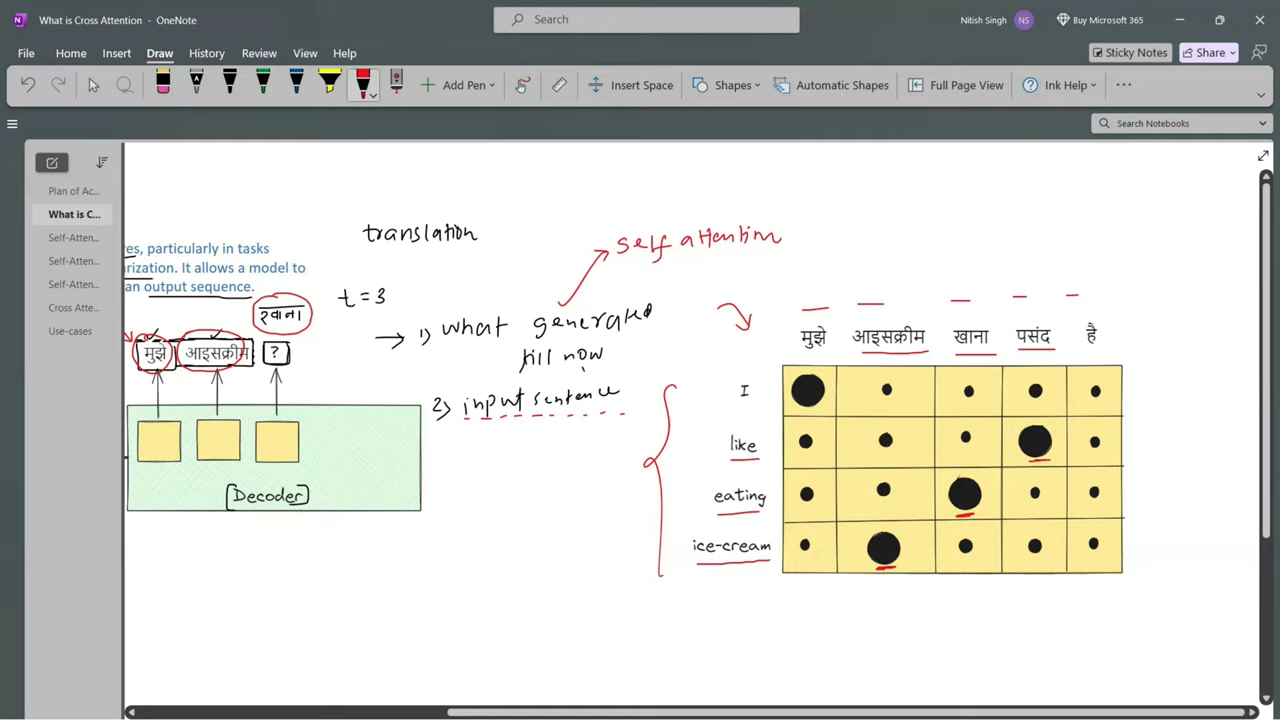 What is Cross Attention - OneNote
Search
Nitish Singh
NS
Buy Microsoft 365
File Home Insert Draw History Review View Help
Sticky Notes
Share
Add Pen
Insert Space
Shapes
Automatic Shapes
Full Page View
Ink Help
Search Notebooks
Plan of Ac...
What is C...
Self-Atten...
Self-Atten...
Self-Atten...
Cross Atte...
Use-cases
res, particularly in tasks
arization. It allows a model to
an output sequence.
translation
self attention
t = 3
खाना
1) what generated
till now
2) input sentence
मुझे आइसक्रीम ?
Decoder
मुझे आइसक्रीम खाना पसंद है
I
like
eating
ice-cream